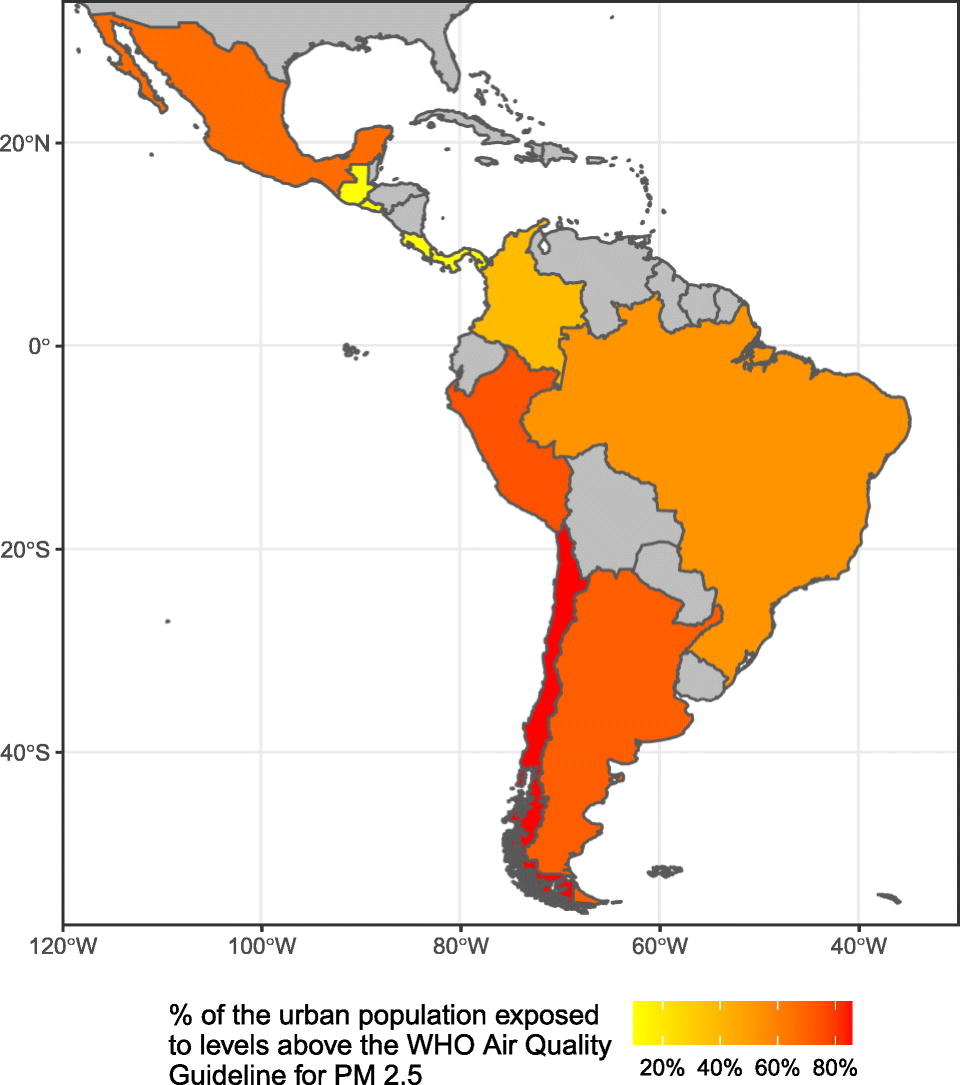 20°N
0°
20°S
40°S
120°W 100°W 80°W 60°W 40°W
% of the urban population exposed
to levels above the WHO Air Quality
Guideline for PM 2.5
20% 40% 60% 80%